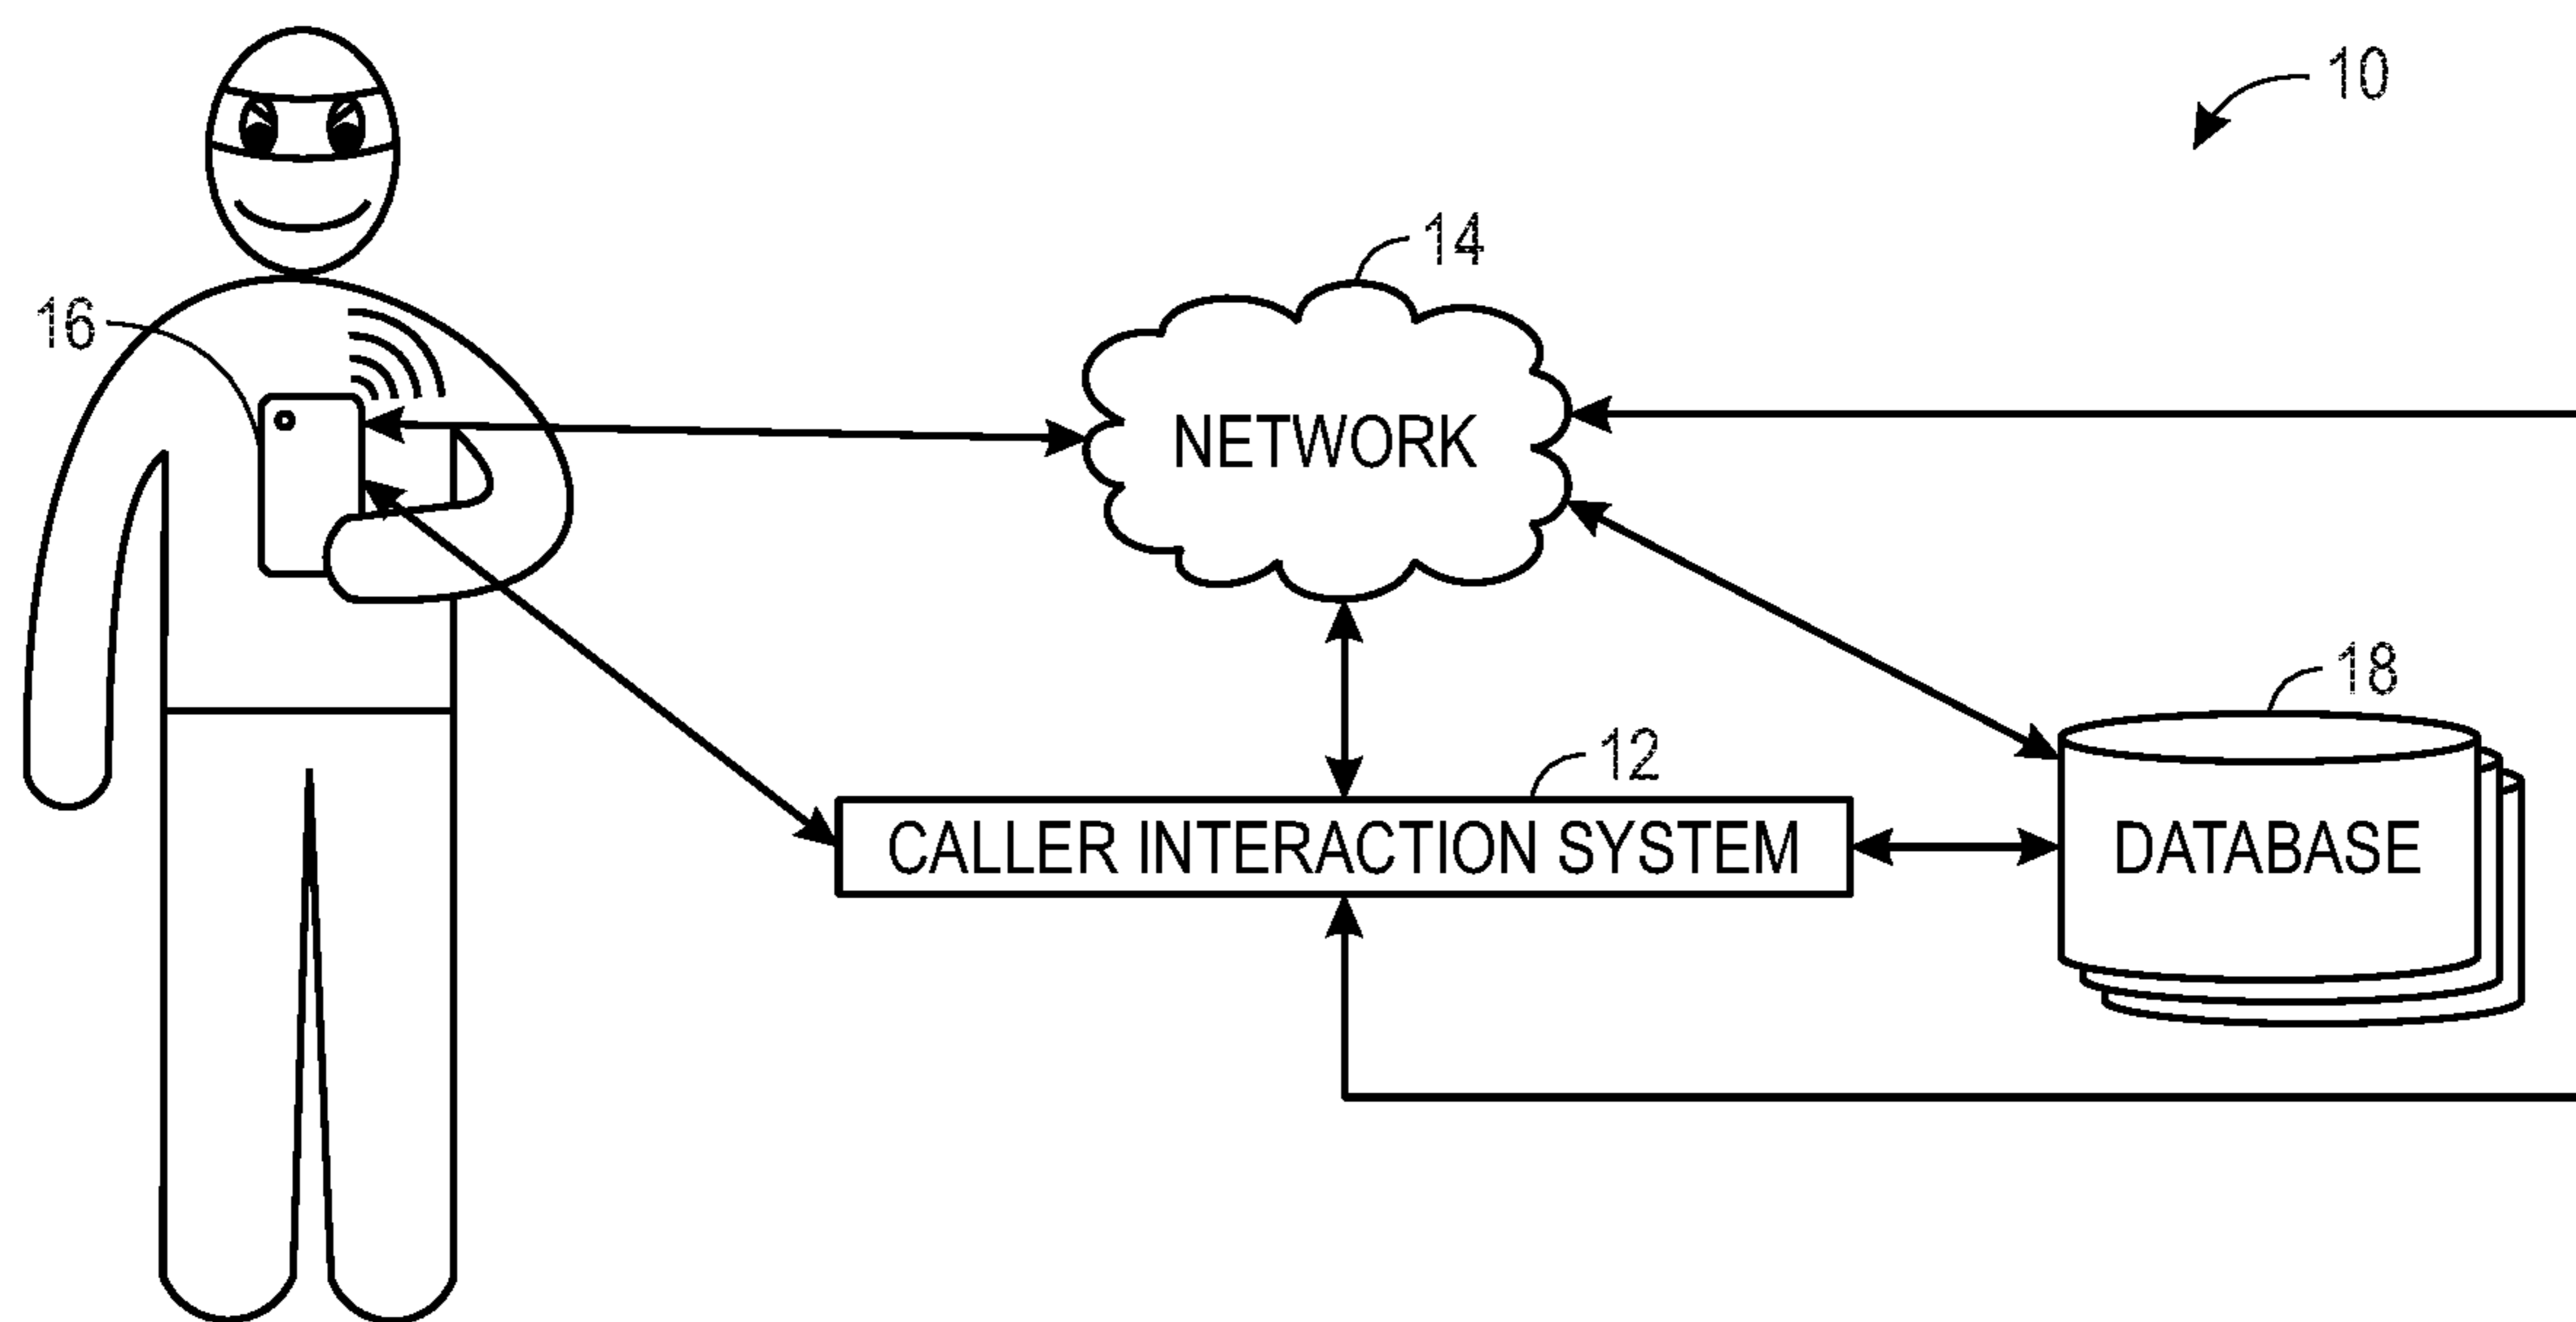 10
14
16
NETWORK
18
12
CALLER INTERACTION SYSTEM
DATABASE